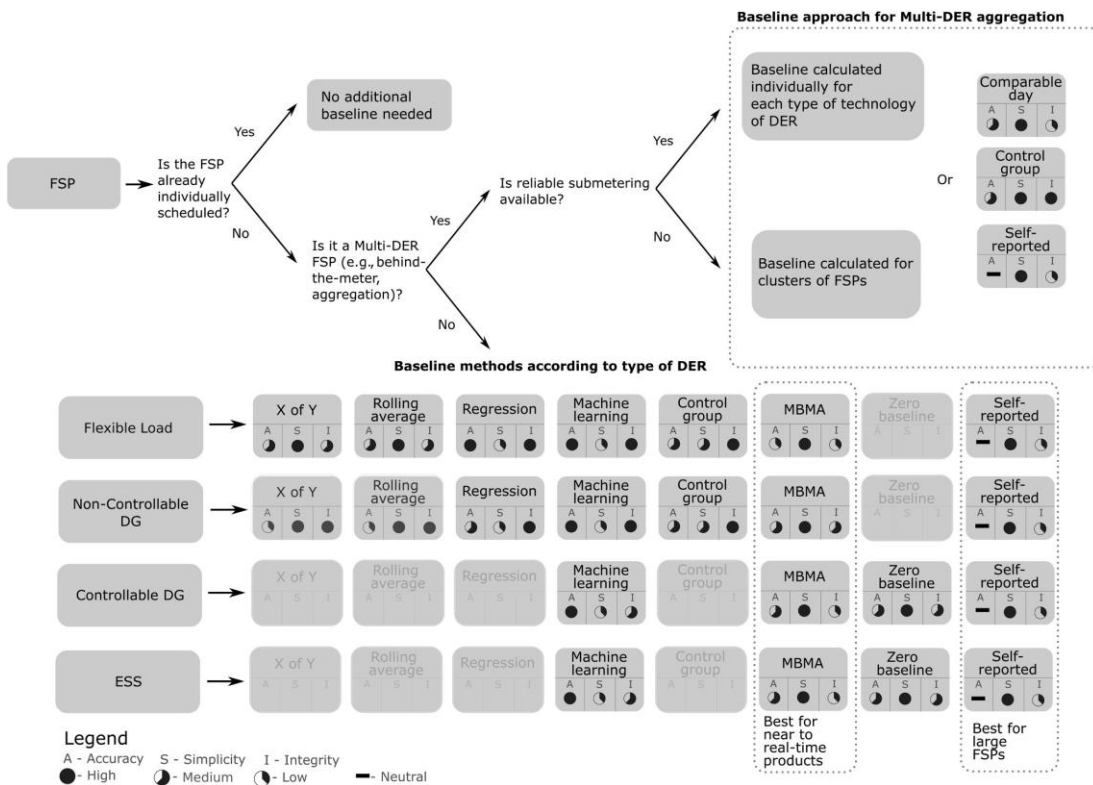 Baseline approach for Multi-DER aggregation
FSP
Is the FSP
already
individually
scheduled?
Yes
No
No additional
baseline needed
Is it a Multi-DER
FSP (e.g., behind-
the-meter,
aggregation)?
Yes
No
Is reliable submetering
available?
Yes
No
Baseline calculated
individually for
each type of technology
of DER
Baseline calculated for
clusters of FSPs
Or
Comparable
day
A S I
Control
group
A S I
Self-
reported
A S I
Baseline methods according to type of DER
Flexible Load
X of Y
A S I
Rolling
average
A S I
Regression
A S I
Machine
learning
A S I
Control
group
A S I
MBMA
A S I
Zero
baseline
A S I
Self-
reported
A S I
Non-Controllable
DG
X of Y
A S I
Rolling
average
A S I
Regression
A S I
Machine
learning
A S I
Control
group
A S I
MBMA
A S I
Zero
baseline
A S I
Self-
reported
A S I
Controllable DG
X of Y
A S I
Rolling
average
A S I
Regression
A S I
Machine
learning
A S I
Control
group
A S I
MBMA
A S I
Zero
baseline
A S I
Self-
reported
A S I
ESS
X of Y
A S I
Rolling
average
A S I
Regression
A S I
Machine
learning
A S I
Control
group
A S I
MBMA
A S I
Zero
baseline
A S I
Self-
reported
A S I
Best for
near to
real-time
products
Best for
large
FSPs
Legend
A - Accuracy S - Simplicity I - Integrity
- High - Medium - Low - Neutral